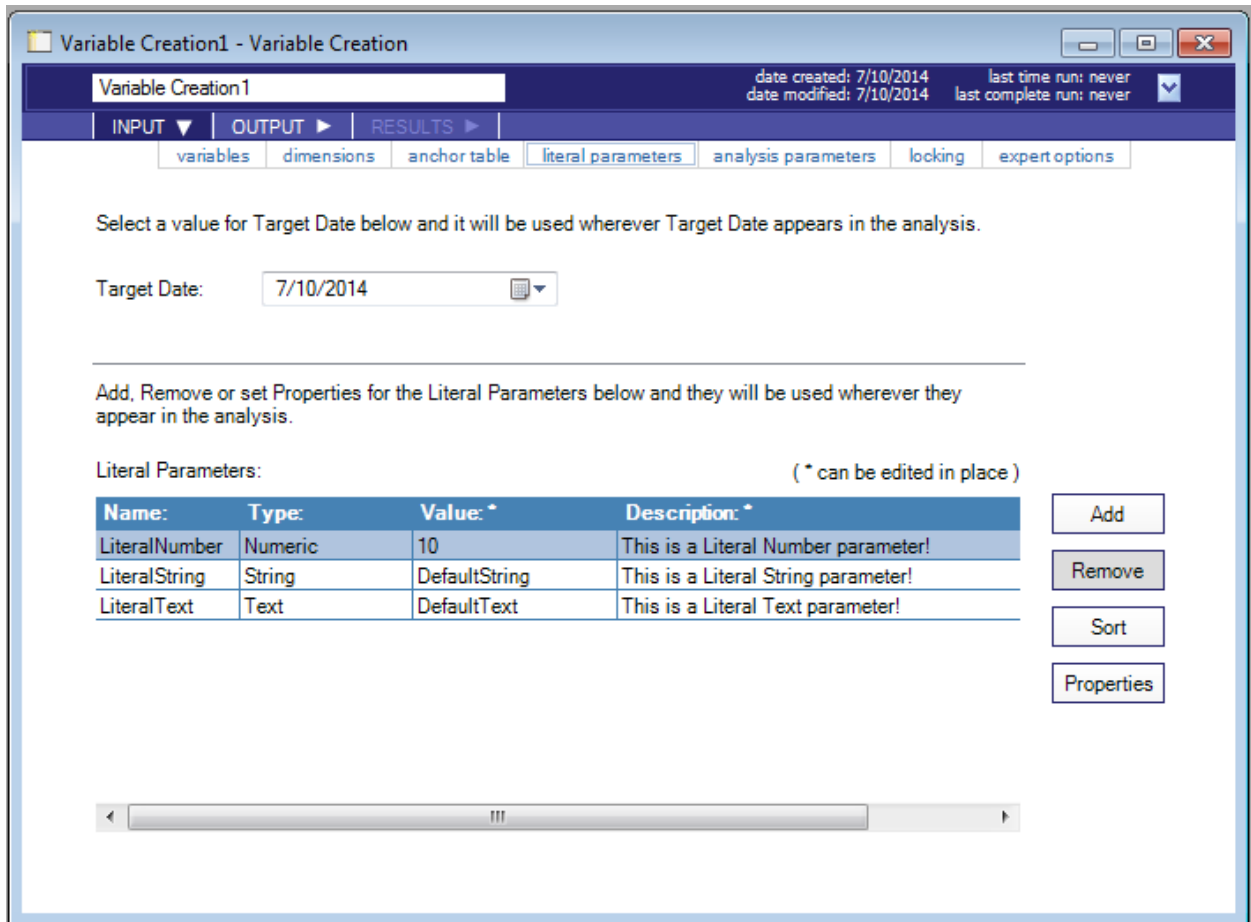 Variable Creation1 - Variable Creation
Variable Creation1
date created: 7/10/2014 last time run: never
date modified: 7/10/2014 last complete run: never
INPUT ▼ OUTPUT ► RESULTS ►
variables dimensions anchor table literal parameters analysis parameters locking expert options
Select a value for Target Date below and it will be used wherever Target Date appears in the analysis.
Target Date: 7/10/2014
Add, Remove or set Properties for the Literal Parameters below and they will be used wherever they
appear in the analysis.
Literal Parameters: ( * can be edited in place )
Name: Type: Value: * Description: *
LiteralNumber Numeric 10 This is a Literal Number parameter!
LiteralString String DefaultString This is a Literal String parameter!
LiteralText Text DefaultText This is a Literal Text parameter!
Add
Remove
Sort
Properties